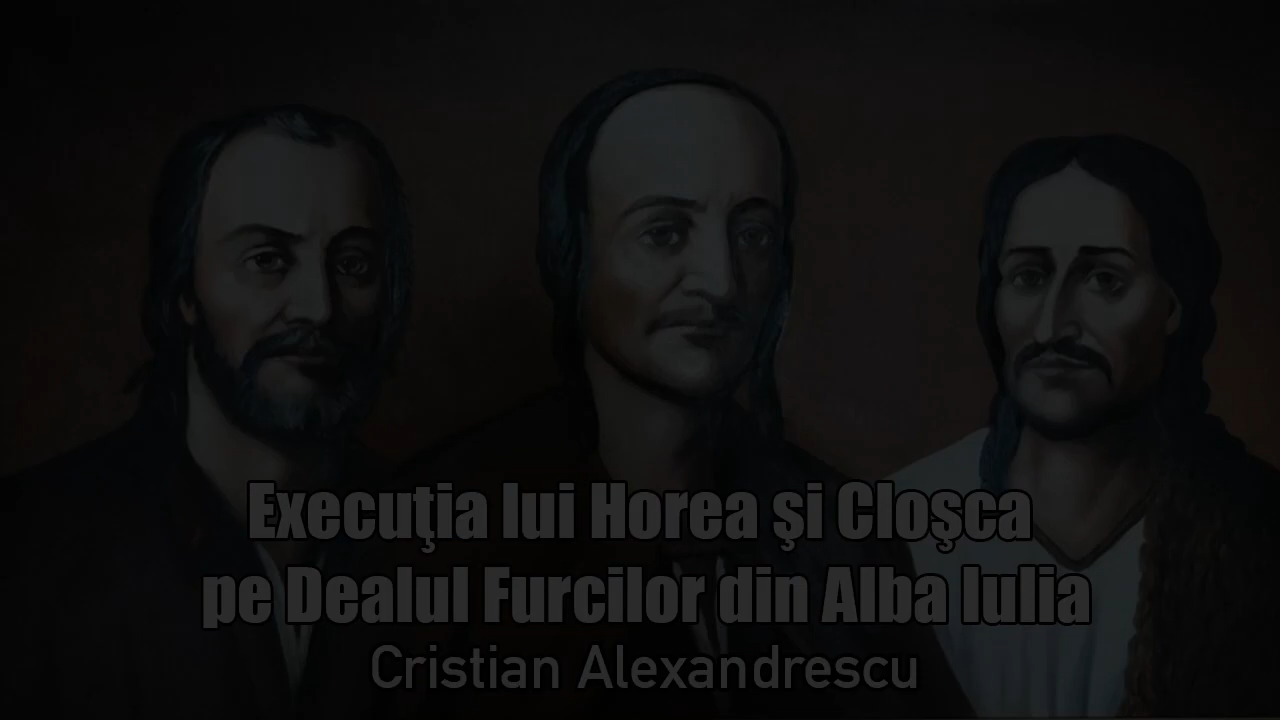 Execuţia lui Horea şi Cloşca
pe Dealul Furcilor din Alba Iulia
Cristian Alexandrescu